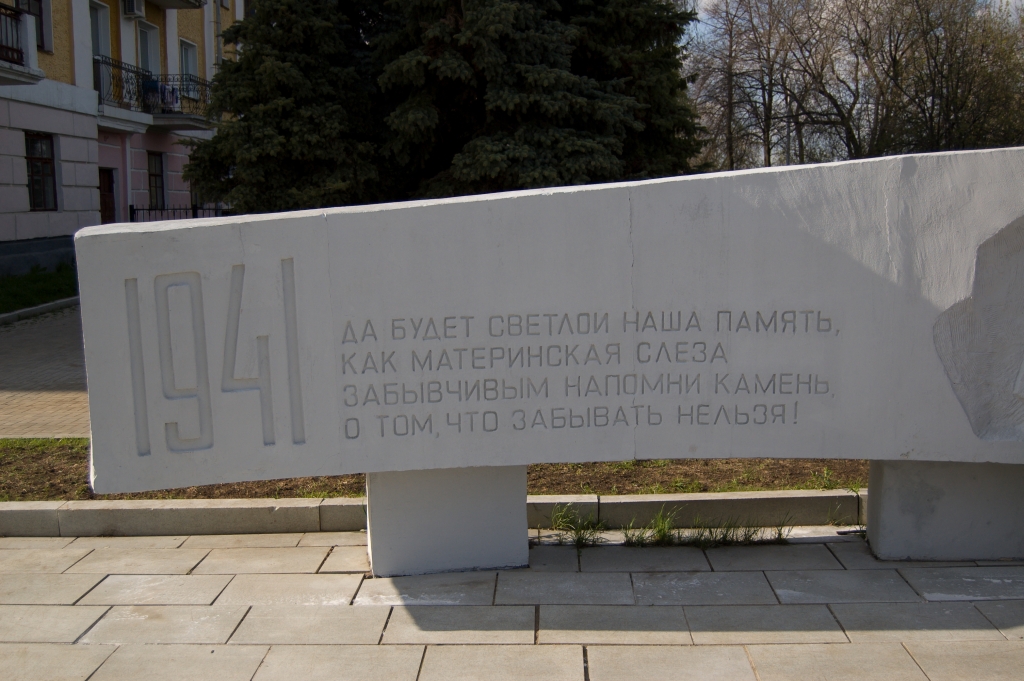 1941
ДА БУДЕТ СВЕТЛОЙ НАША ПАМЯТЬ,
КАК МАТЕРИНСКАЯ СЛЕЗА
ЗАБЫВЧИВЫМ НАПОМНИ КАМЕНЬ,
О ТОМ, ЧТО ЗАБЫВАТЬ НЕЛЬЗЯ!